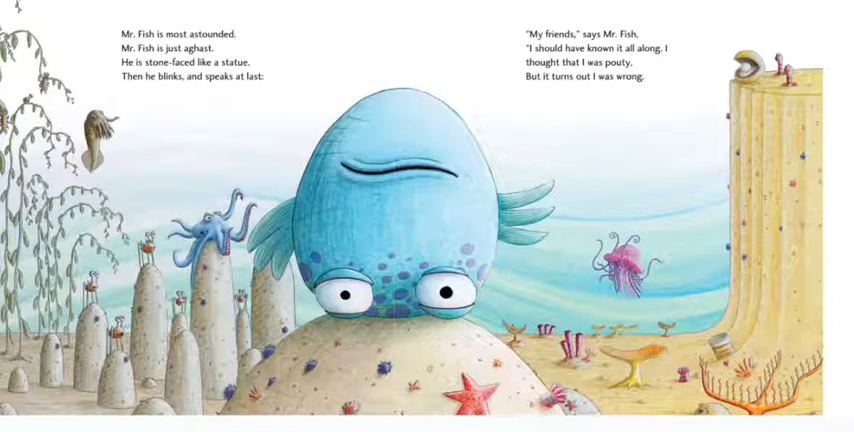 Mr. Fish is most astounded.
Mr. Fish is just aghast.
He is stone-faced like a statue.
Then he blinks, and speaks at last:
"My friends," says Mr. Fish,
"I should have known it all along. I
thought that I was pouty,
But it turns out I was wrong.